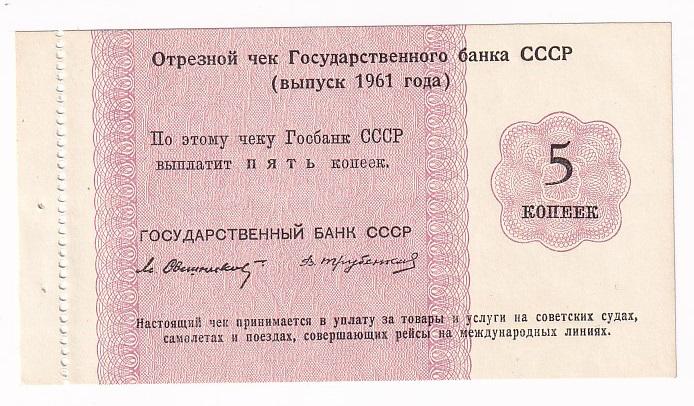 Отрезной чек Государственного банка СССР
(выпуск 1961 года)
По этому чеку Госбанк СССР
выплатит пять копеек.
5
КОПЕЕК
ГОСУДАРСТВЕННЫЙ БАНК СССР
Настоящий чек принимается в уплату за товары и услуги на советских судах,
самолетах и поездах, совершающих рейсы на международных линиях.